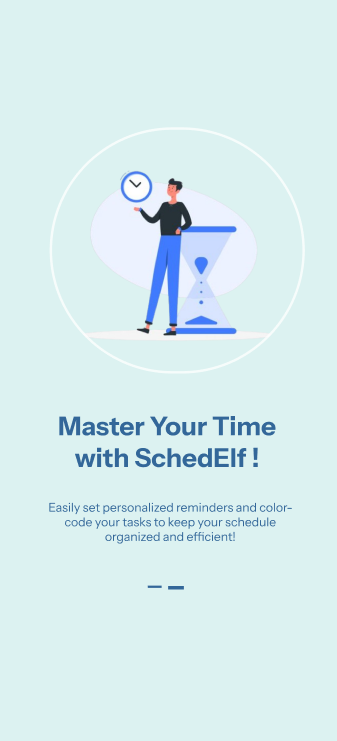 Master Your Time
with SchedElf !
Easily set personalized reminders and color-
code your tasks to keep your schedule
organized and efficient!